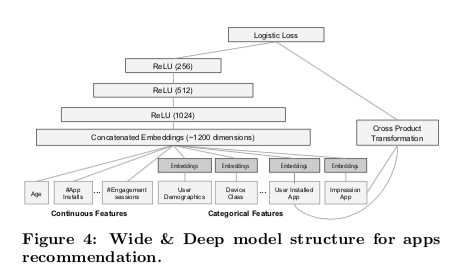 Logistic Loss
ReLU (256)
ReLU (512)
ReLU (1024)
Concatenated Embeddings (~1200 dimensions)
Cross Product
Transformation
Embeddings
Embeddings
Embeddings
Embeddings
Age
#App
Installs
...
#Engagement
sessions
User
Demographics
Device
Class
...
User Installed
App
Impression
App
Continuous Features
Categorical Features
Figure 4: Wide & Deep model structure for apps
recommendation.